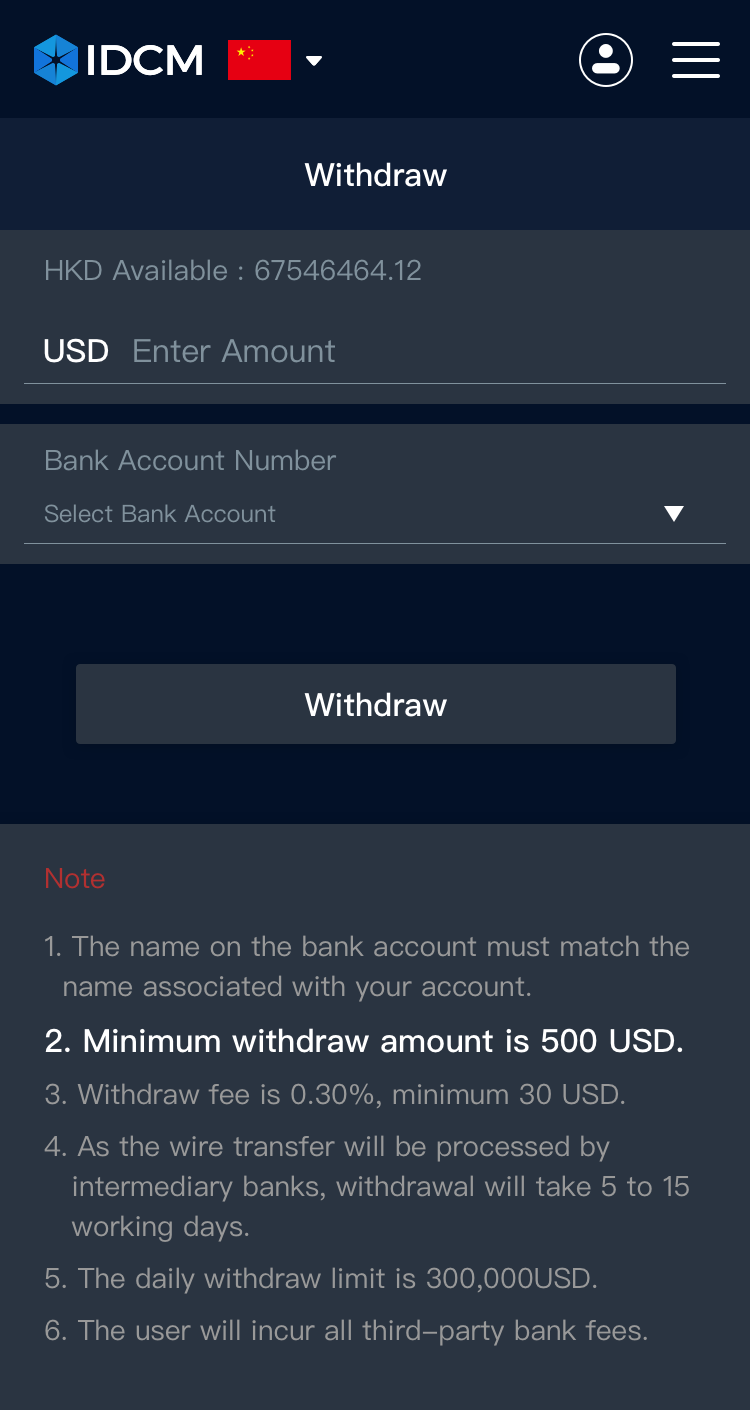 IDCM
Withdraw
HKD Available : 67546464.12
USD Enter Amount
Bank Account Number
Select Bank Account
Withdraw
Note
1. The name on the bank account must match the
name associated with your account.
2. Minimum withdraw amount is 500 USD.
3. Withdraw fee is 0.30%, minimum 30 USD.
4. As the wire transfer will be processed by
intermediary banks, withdrawal will take 5 to 15
working days.
5. The daily withdraw limit is 300,000USD.
6. The user will incur all third–party bank fees.